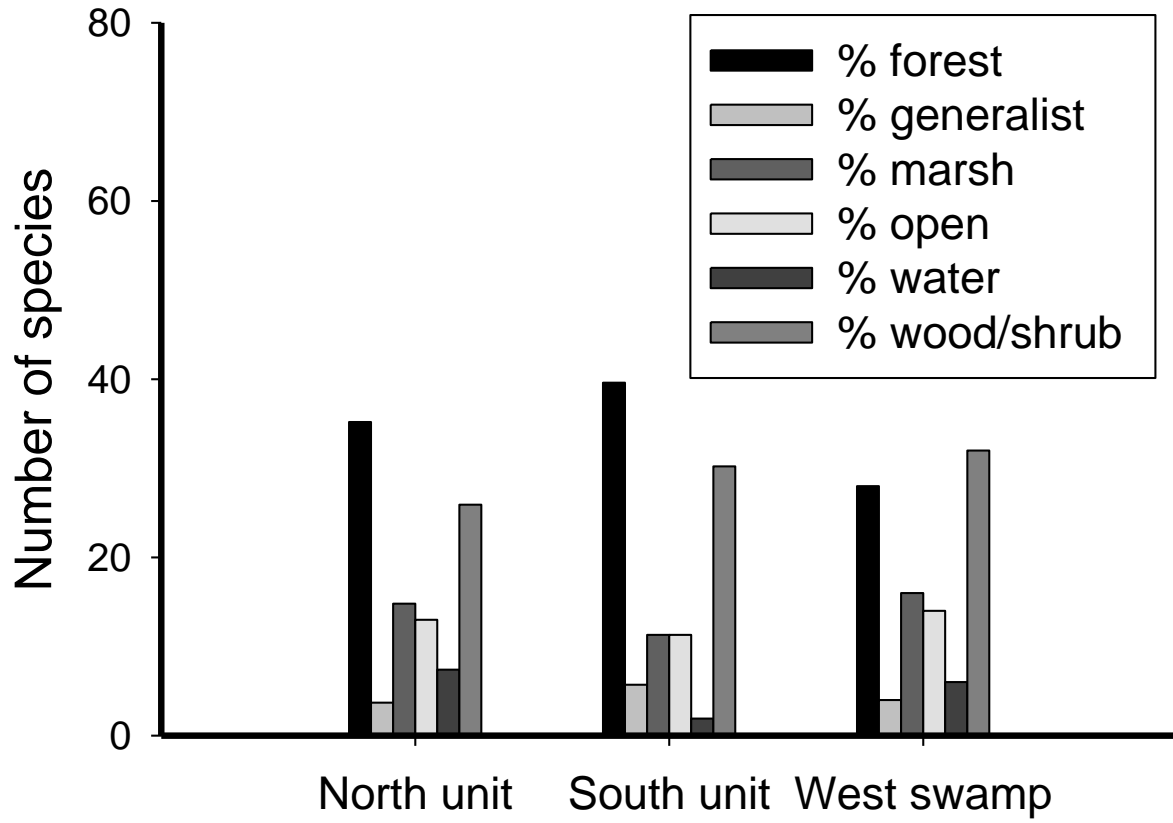 80
60
40
20
0
Number of species
% forest
% generalist
% marsh
% open
% water
% wood/shrub
North unit
South unit
West swamp